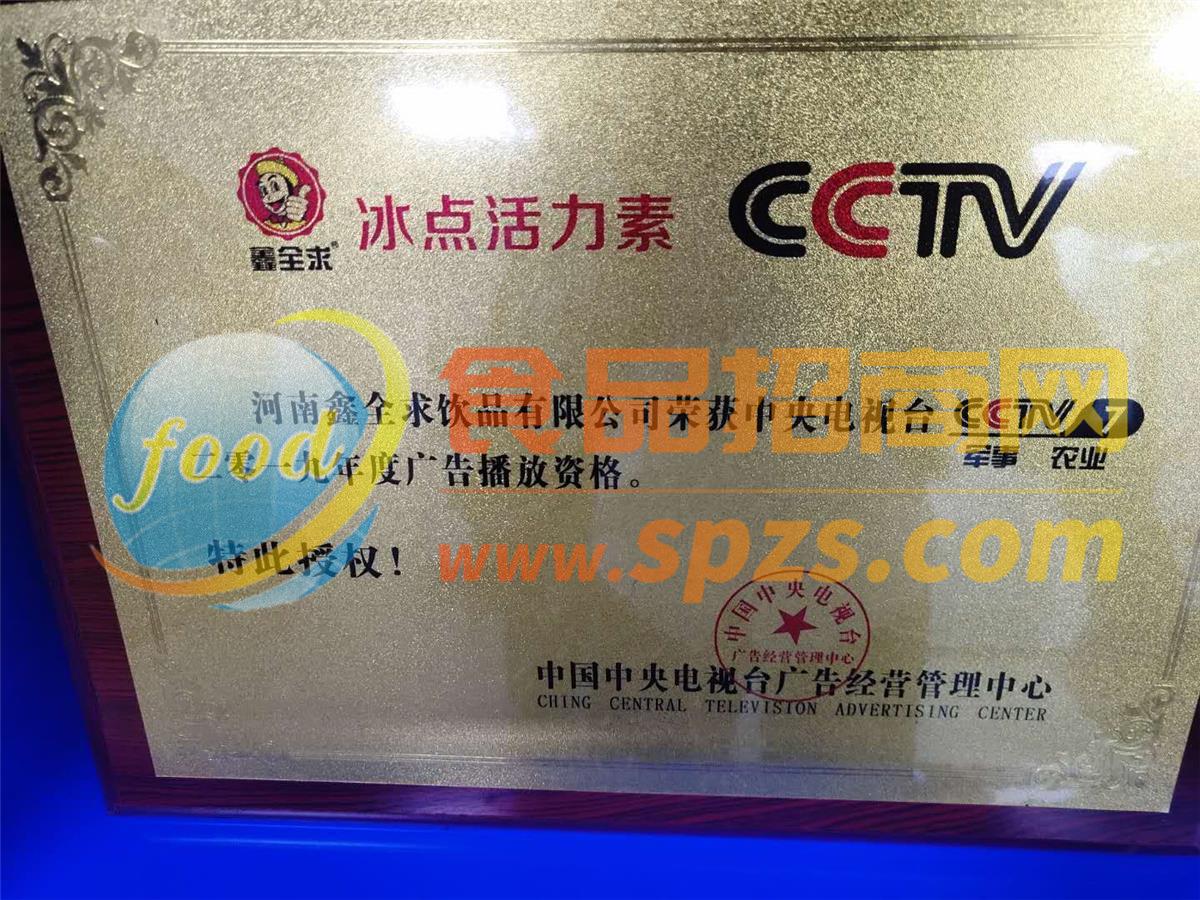 鑫全求®
冰点活力素
CCTV
河南鑫全求饮品有限公司荣获中央电视台 CCTV 7
军事 农业
二零一九年度广告播放资格。
特此授权!
food
食品招商网
www.spzs.com
中国中央电视台
广告经营管理中心
中国中央电视台广告经营管理中心
CHING CENTRAL TELEVISION ADVERTISING CENTER